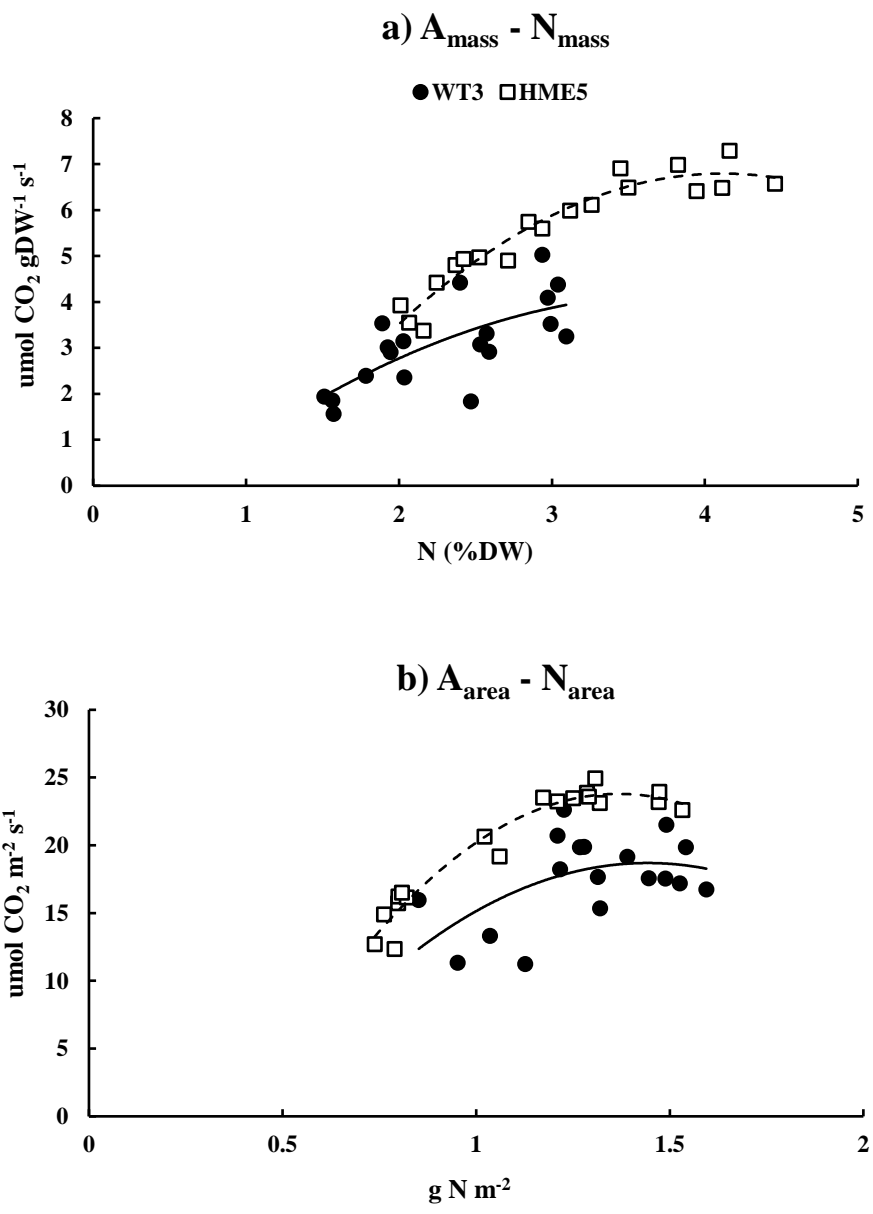 a) Amass - Nmass
WT3 HME5
8
7
6
5
4
3
2
1
0
umol CO2 gDW-1 s-1
0 1 2 3 4 5
N (%DW)
b) Aarea - Narea
30
25
20
15
10
5
0
umol CO2 m-2 s-1
0 0.5 1 1.5 2
g N m-2